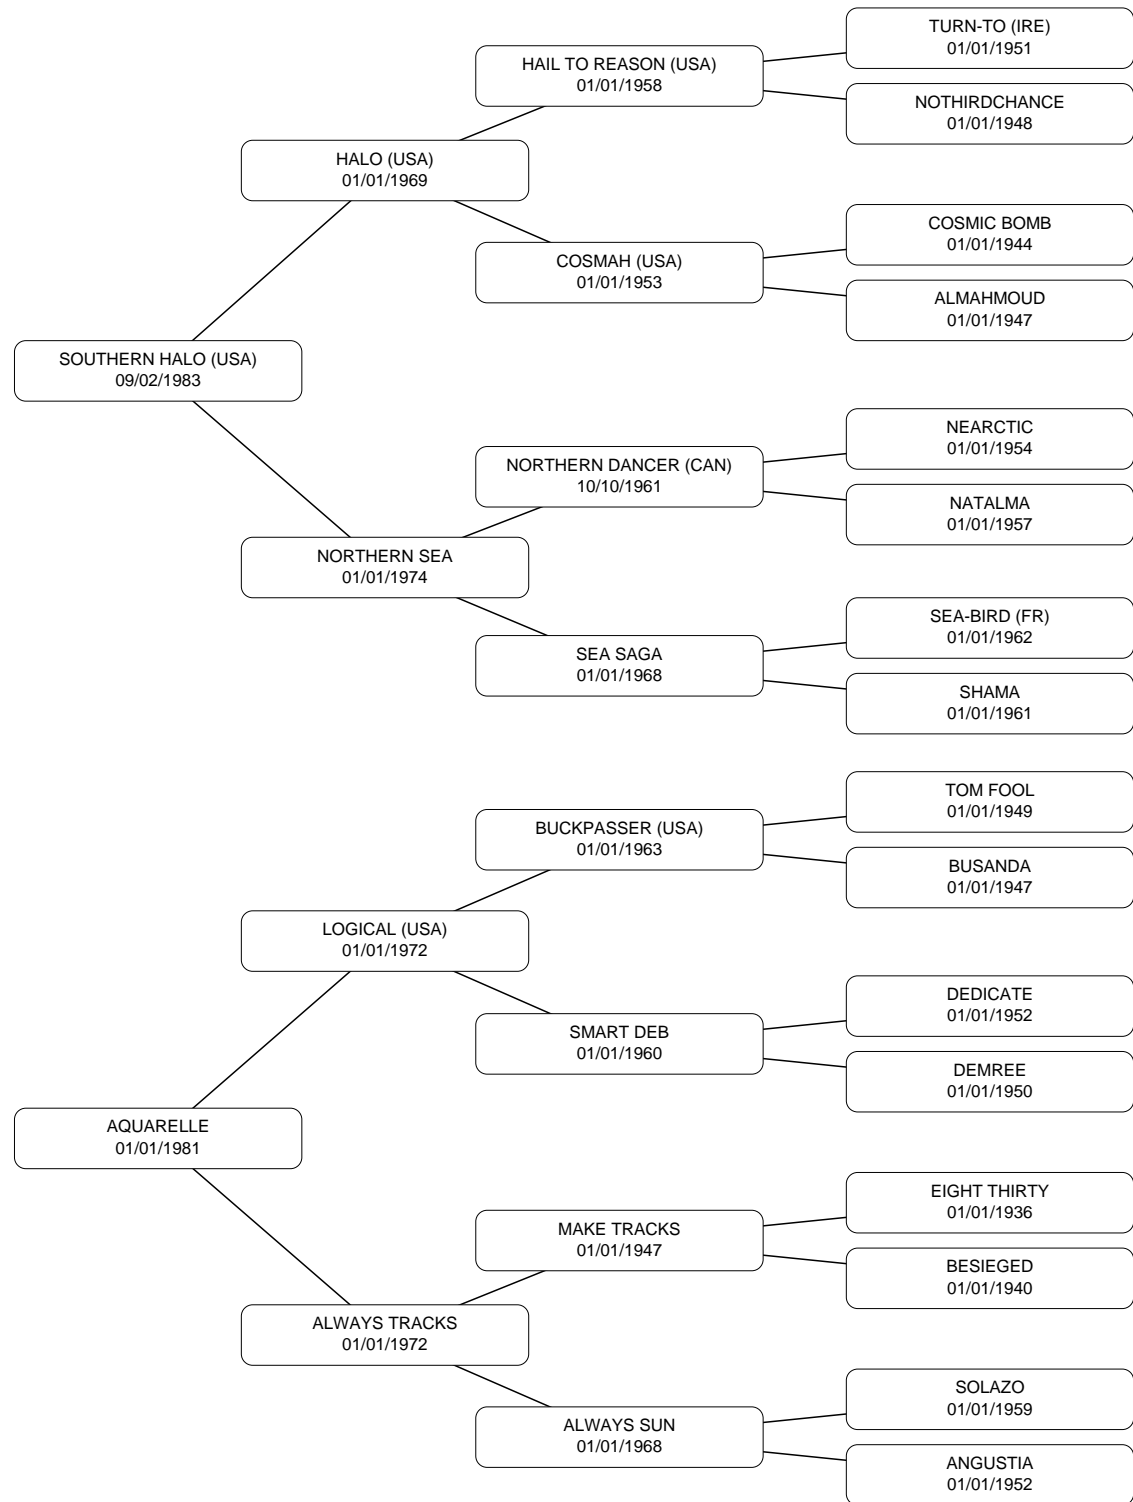 TURN-TO (IRE)
01/01/1951
HAIL TO REASON (USA)
01/01/1958
NOTHIRDCHANCE
01/01/1948
HALO (USA)
01/01/1969
COSMIC BOMB
01/01/1944
COSMAH (USA)
01/01/1953
ALMAHMOUD
01/01/1947
SOUTHERN HALO (USA)
09/02/1983
NEARCTIC
01/01/1954
NORTHERN DANCER (CAN)
10/10/1961
NATALMA
01/01/1957
NORTHERN SEA
01/01/1974
SEA-BIRD (FR)
01/01/1962
SEA SAGA
01/01/1968
SHAMA
01/01/1961
TOM FOOL
01/01/1949
BUCKPASSER (USA)
01/01/1963
BUSANDA
01/01/1947
LOGICAL (USA)
01/01/1972
DEDICATE
01/01/1952
SMART DEB
01/01/1960
DEMREE
01/01/1950
AQUARELLE
01/01/1981
EIGHT THIRTY
01/01/1936
MAKE TRACKS
01/01/1947
BESIEGED
01/01/1940
ALWAYS TRACKS
01/01/1972
SOLAZO
01/01/1959
ALWAYS SUN
01/01/1968
ANGUSTIA
01/01/1952